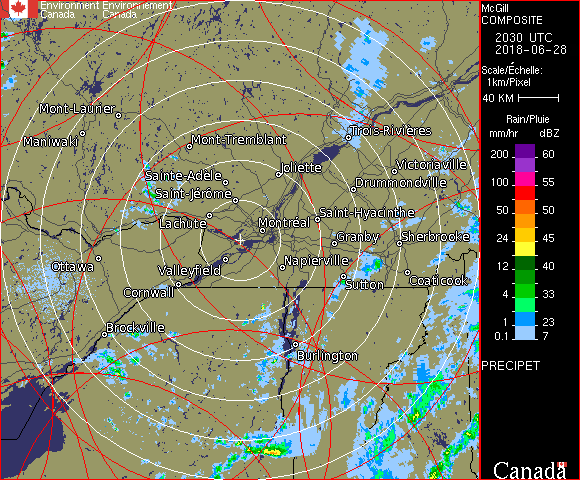 Environment Environnement
Canada Canada
McGill
COMPOSITE
2030 UTC
2018-06-28
Scale/Échelle:
1km/Pixel
40 KM
Rain/Pluie
mm/hr dBZ
200 60
100 55
50 50
24 45
12 40
4 33
1 23
0.1 7
PRECIPET
Canada
Mont-Laurier
Maniwaki
Mont-Tremblant
Trois-Rivières
Joliette
Victoriaville
Sainte-Adèle
Drummondville
Saint-Jérôme
Lachute
Saint-Hyacinthe
Montréal
Granby
Sherbrooke
Ottawa
Valleyfield
Napierville
Coaticook
Sutton
Cornwall
Brockville
Burlington